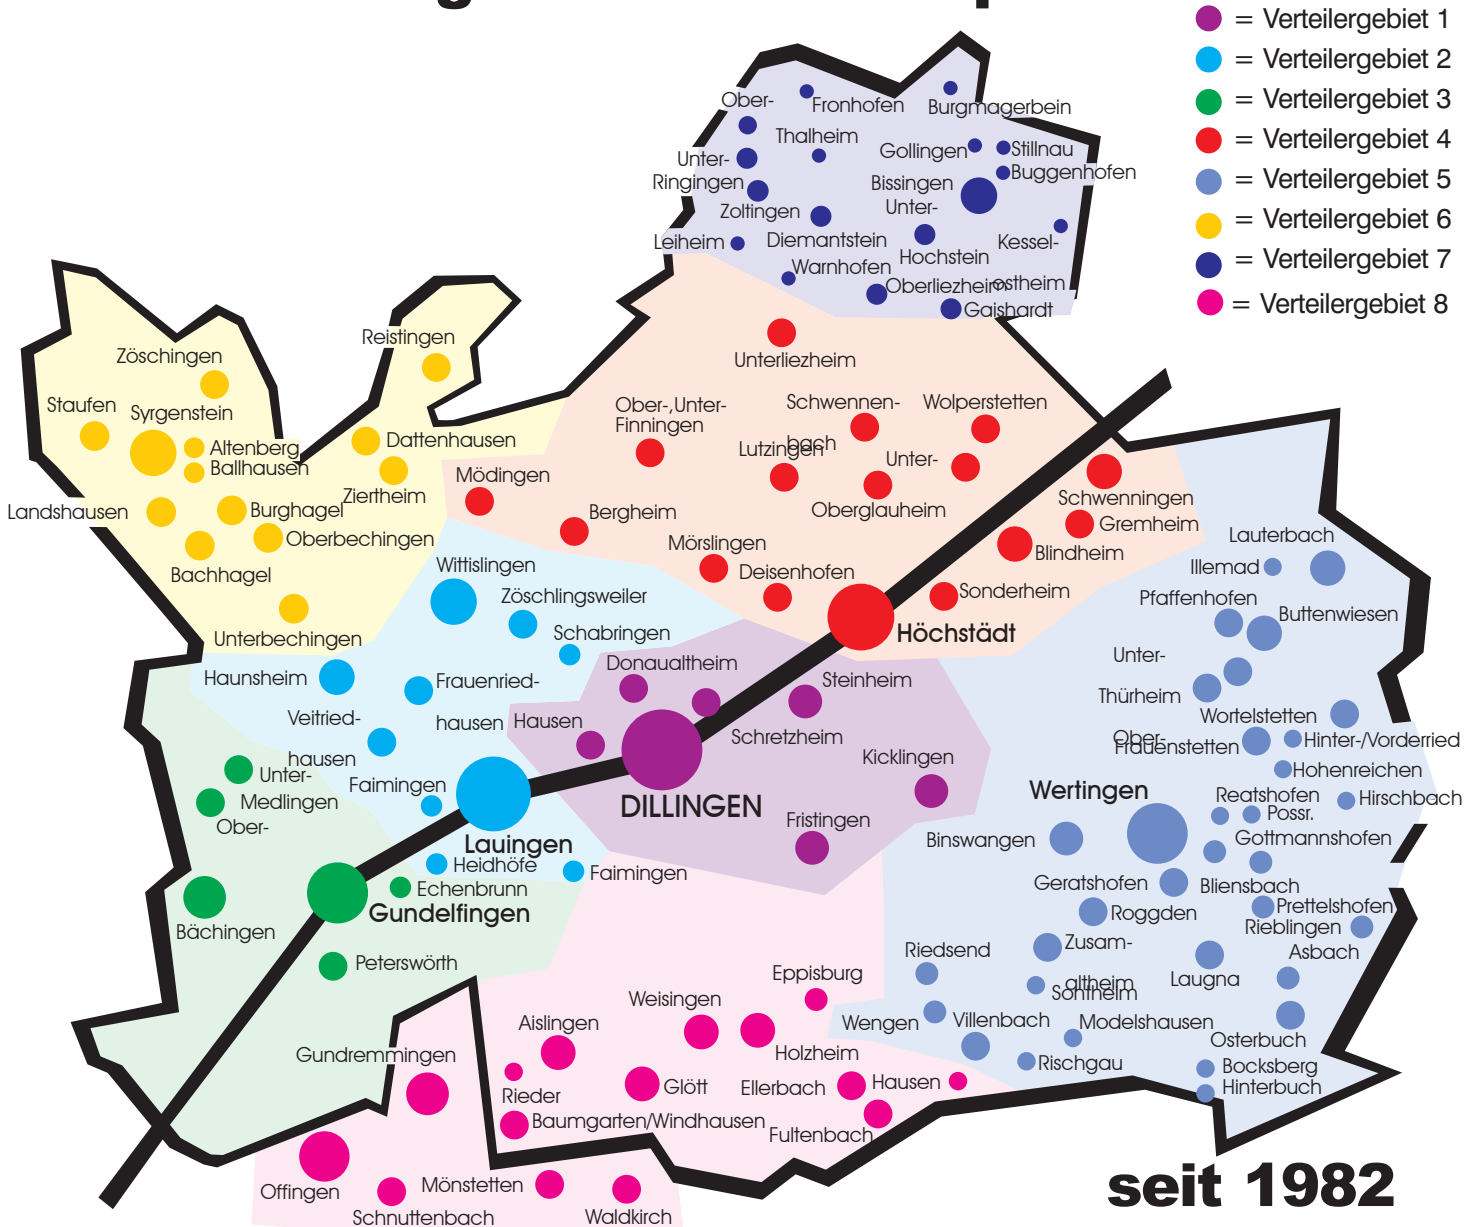 = Verteilergebiet 1
= Verteilergebiet 2
= Verteilergebiet 3
= Verteilergebiet 4
= Verteilergebiet 5
= Verteilergebiet 6
= Verteilergebiet 7
= Verteilergebiet 8
Ober-
Fronhofen
Burgmagerbein
Thalheim
Gollingen
Stillnau
Unter-
Buggenhofen
Ringingen
Bissingen
Zoltingen
Unter-
Leiheim
Diemantstein
Hochstein
Kessel-
Warnhofen
Oberliezheim
ostheim
Gaishardt
Reistingen
Zöschingen
Unterliezheim
Staufen
Syrgenstein
Ober-,Unter-
Finningen
Schwennen-
bach
Wolperstetten
Altenberg
Ballhausen
Dattenhausen
Lutzingen
Unter-
Mödingen
Ziertheim
Schwenningen
Landshausen
Burghagel
Bergheim
Oberglauheim
Gremheim
Oberbechingen
Mörslingen
Blindheim
Lauterbach
Bachhagel
Wittislingen
Deisenhofen
Illemad
Zöschlingsweiler
Sonderheim
Pfaffenhofen
Buttenwiesen
Unterbechingen
Schabringen
Höchstädt
Unter-
Haunsheim
Donaualtheim
Steinheim
Frauenried-
hausen
Thürheim
Veitried-
hausen
Hausen
Schretzheim
Wortelstetten
Ober-
Frauenstetten
Hinter-/Vorderried
Kicklingen
Unter-
Medlingen
Ober-
Faimingen
Hohenreichen
DILLINGEN
Wertingen
Reatshofen
Hirschbach
Possr.
Fristingen
Binswangen
Gottmannshofen
Lauingen
Heidhöfe
Faimingen
Echenbrunn
Geratshofen
Bliensbach
Gundelfingen
Roggden
Prettelshofen
Bächingen
Rieblingen
Zusam-
altheim
Riedsend
Asbach
Peterswörth
Eppisburg
Laugna
Sontheim
Weisingen
Aislingen
Wengen
Villenbach
Modelshausen
Osterbuch
Gundremmingen
Holzheim
Rischgau
Bocksberg
Rieder
Glött
Ellerbach
Hausen
Hinterbuch
Baumgarten/Windhausen
Fultenbach
Offingen
Mönstetten
seit 1982
Schnuttenbach
Waldkirch